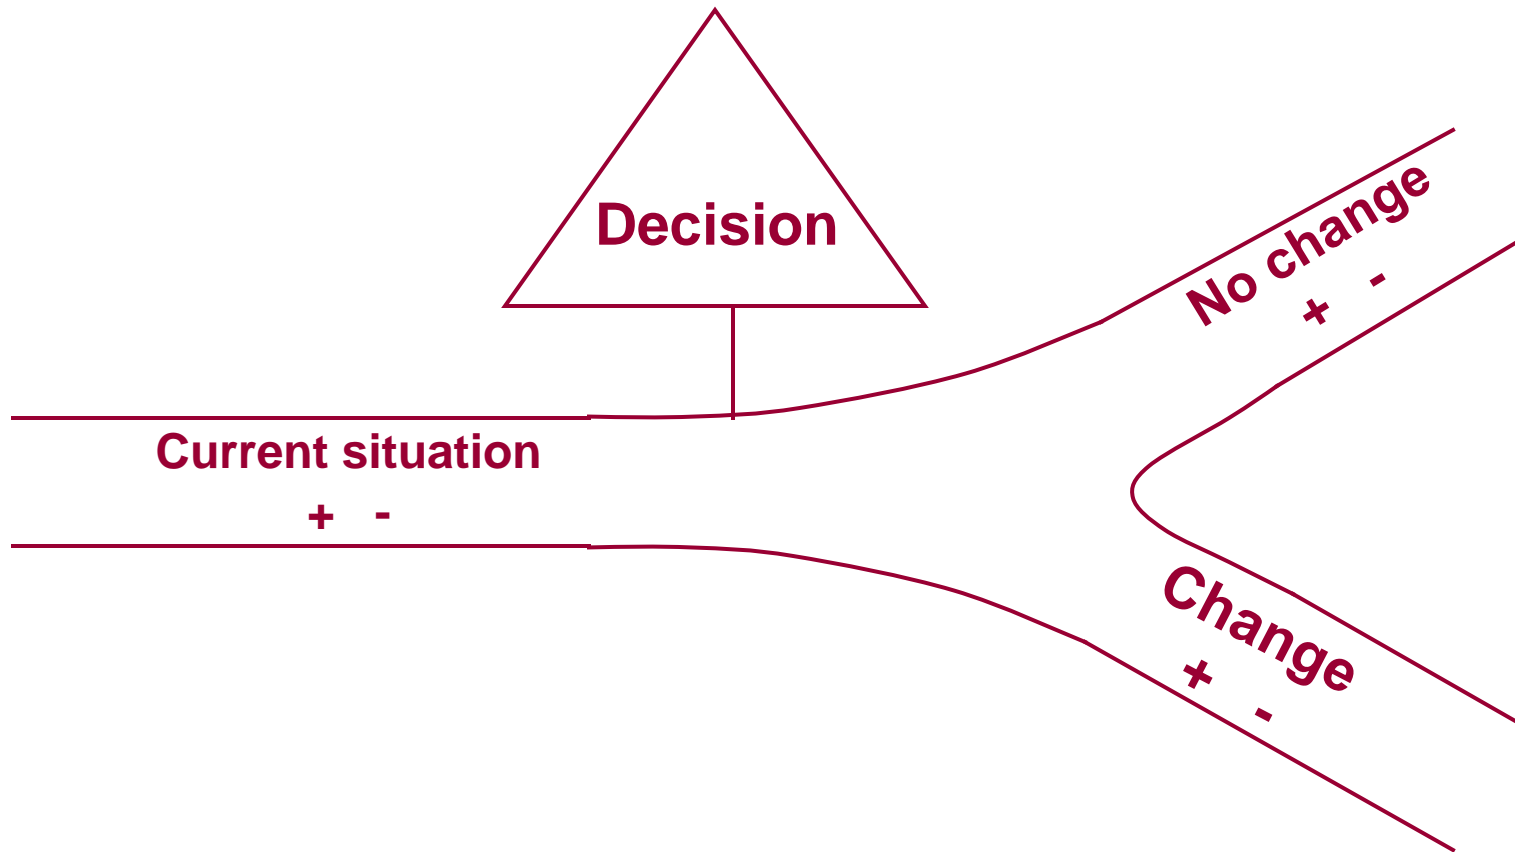 Decision
No change
+ -
Current situation
+ -
Change
+ -